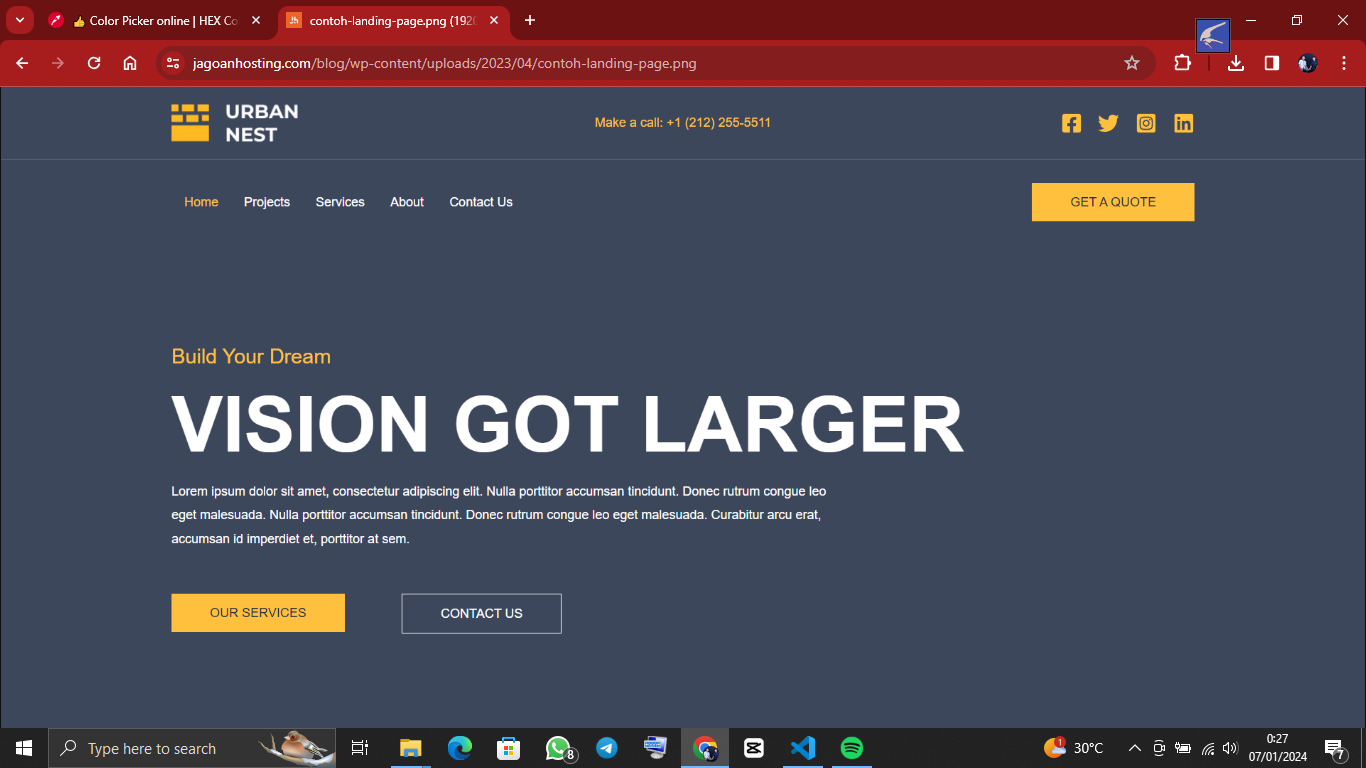 👍 Color Picker online | HEX Co
contoh-landing-page.png (1920
jagoanhosting.com/blog/wp-content/uploads/2023/04/contoh-landing-page.png
URBAN
NEST
Make a call: +1 (212) 255-5511
Home Projects Services About Contact Us
GET A QUOTE
Build Your Dream
VISION GOT LARGER
Lorem ipsum dolor sit amet, consectetur adipiscing elit. Nulla porttitor accumsan tincidunt. Donec rutrum congue leo
eget malesuada. Nulla porttitor accumsan tincidunt. Donec rutrum congue leo eget malesuada. Curabitur arcu erat,
accumsan id imperdiet et, porttitor at sem.
OUR SERVICES CONTACT US
Type here to search
8
1
30°C
0:27
07/01/2024
7